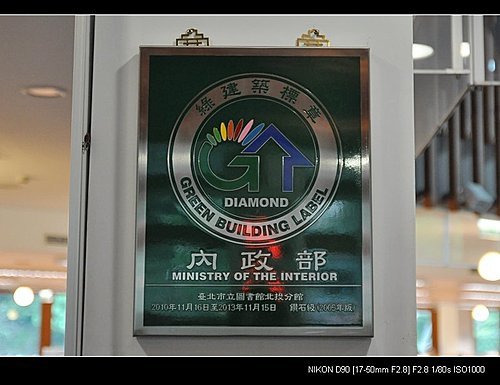 綠建築標章
DIAMOND
GREEN BUILDING LABEL
內政部
MINISTRY OF THE INTERIOR
臺北市立圖書館北投分館
2010年11月16日至2013年11月15日 鑽石級(2005年版)
NIKON D90 [17-50mm F2.8] F2.8 1/80s ISO1000